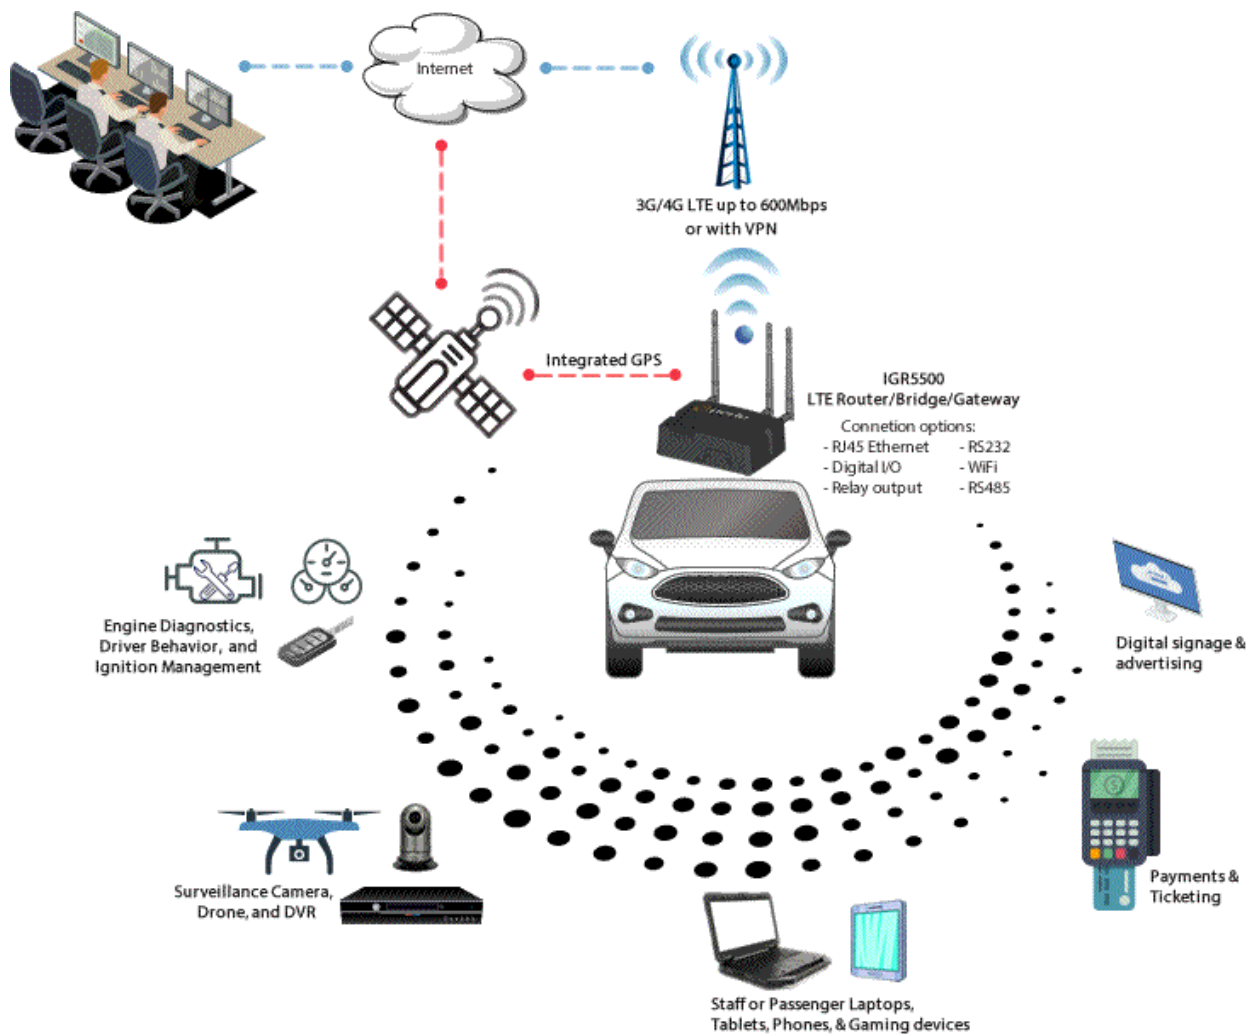 Internet
3G/4G LTE up to 600Mbps
or with VPN
Integrated GPS
IGR5500
LTE Router/Bridge/Gateway
Connetion options:
- RJ45 Ethernet - RS232
- Digital I/O - WiFi
- Relay output - RS485
Engine Diagnostics,
Driver Behavior, and
Ignition Management
Digital signage &
advertising
Surveillance Camera,
Drone, and DVR
Payments &
Ticketing
Staff or Passenger Laptops,
Tablets, Phones, & Gaming devices